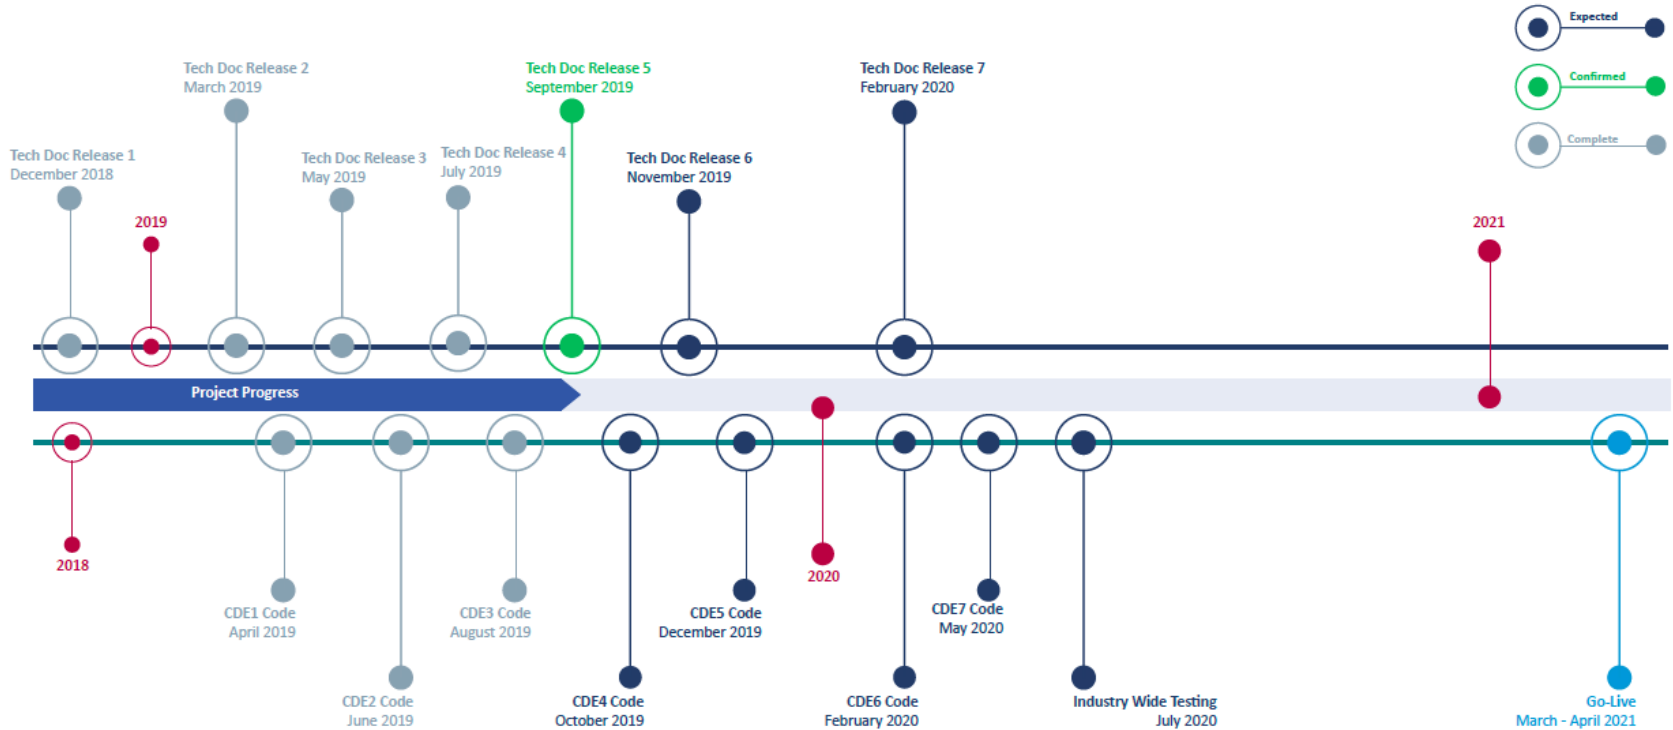 Expected
Confirmed
Complete
Tech Doc Release 1
December 2018
2019
Tech Doc Release 2
March 2019
Tech Doc Release 3
May 2019
Tech Doc Release 4
July 2019
Tech Doc Release 5
September 2019
Tech Doc Release 6
November 2019
Tech Doc Release 7
February 2020
2021
Project Progress
2018
CDE1 Code
April 2019
CDE2 Code
June 2019
CDE3 Code
August 2019
CDE4 Code
October 2019
CDE5 Code
December 2019
2020
CDE6 Code
February 2020
CDE7 Code
May 2020
Industry Wide Testing
July 2020
Go-Live
March - April 2021